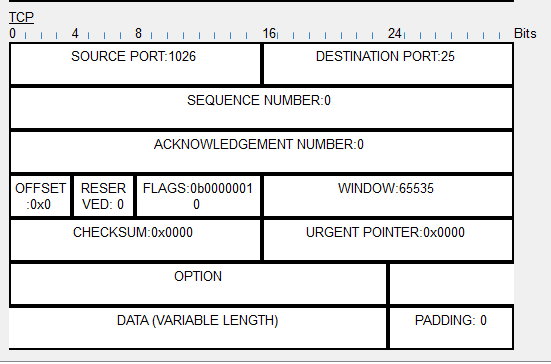 TCP
0 4 8 16 24 Bits
SOURCE PORT:1026 DESTINATION PORT:25
SEQUENCE NUMBER:0
ACKNOWLEDGEMENT NUMBER:0
OFFSET RESER FLAGS:0b0000001 WINDOW:65535
:0x0 VED: 0 0
CHECKSUM:0x0000 URGENT POINTER:0x0000
OPTION
DATA (VARIABLE LENGTH) PADDING: 0